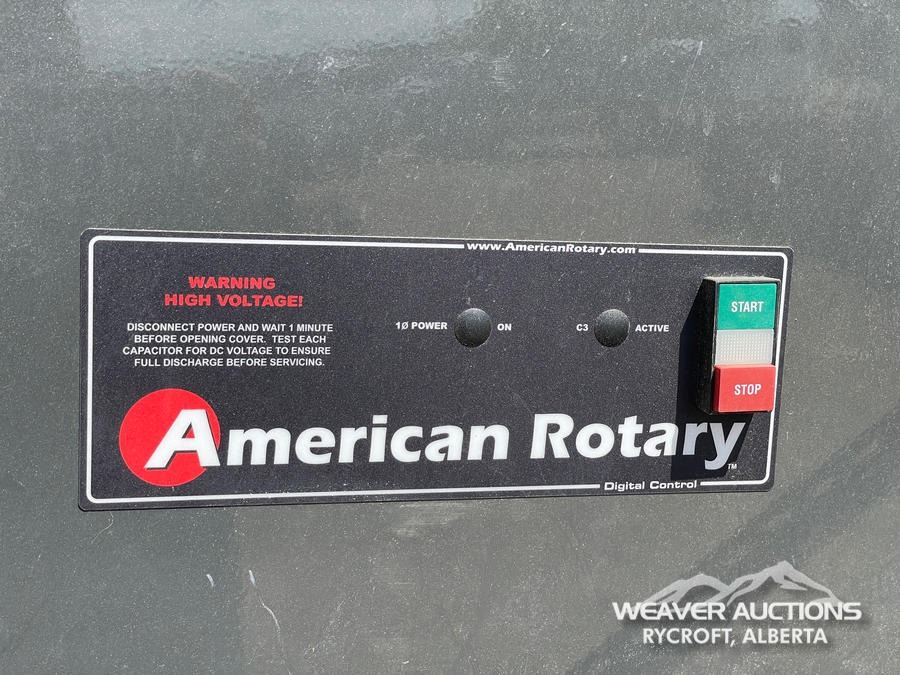 www.AmericanRotary.com
WARNING
HIGH VOLTAGE!
DISCONNECT POWER AND WAIT 1 MINUTE
BEFORE OPENING COVER. TEST EACH
CAPACITOR FOR DC VOLTAGE TO ENSURE
FULL DISCHARGE BEFORE SERVICING.
1Ø POWER ON
C3 ACTIVE
START
STOP
American Rotary™
Digital Control
WEAVER AUCTIONS
RYCROFT, ALBERTA